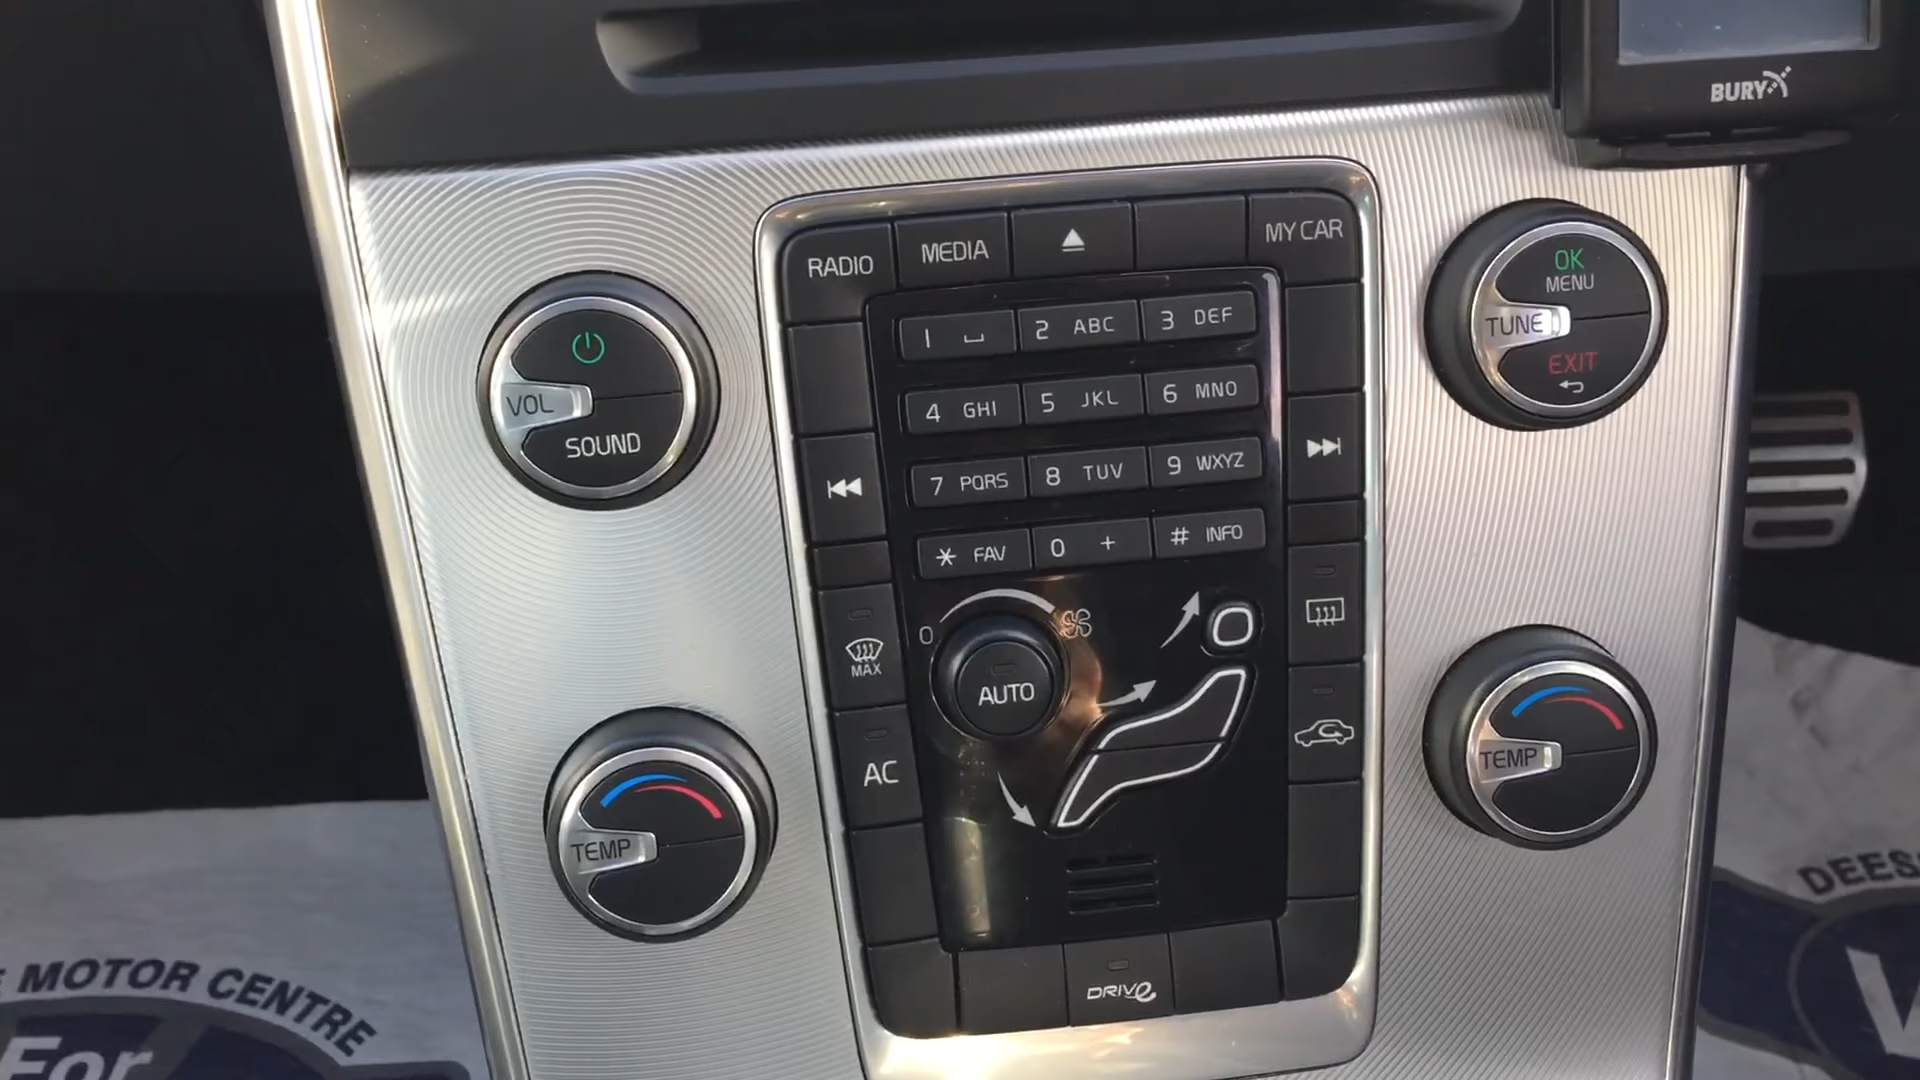 BURY
RADIO
MEDIA
MY CAR
1 ⎵
2 ABC
3 DEF
4 GHI
5 JKL
6 MNO
7 PQRS
8 TUV
9 WXYZ
* FAV
0 +
# INFO
VOL
SOUND
OK
MENU
TUNE
EXIT
0
AUTO
MAX
AC
TEMP
TEMP
DRIVe
E MOTOR CENTRE
For
DEES
V